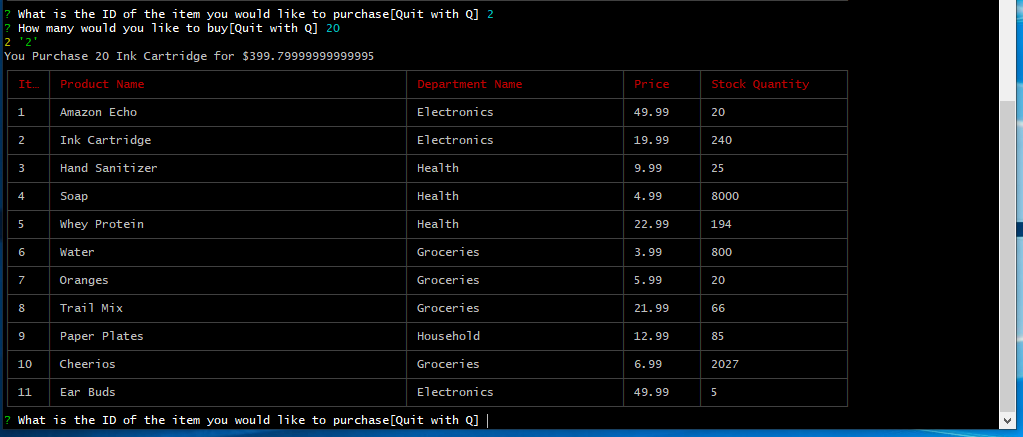 ? What is the ID of the item you would like to purchase[Quit with Q] 2
? How many would you like to buy[Quit with Q] 20
2 '2'
You Purchase 20 Ink Cartridge for $399.79999999999995
It… Product Name Department Name Price Stock Quantity
1 Amazon Echo Electronics 49.99 20
2 Ink Cartridge Electronics 19.99 240
3 Hand Sanitizer Health 9.99 25
4 Soap Health 4.99 8000
5 Whey Protein Health 22.99 194
6 Water Groceries 3.99 800
7 Oranges Groceries 5.99 20
8 Trail Mix Groceries 21.99 66
9 Paper Plates Household 12.99 85
10 Cheerios Groceries 6.99 2027
11 Ear Buds Electronics 49.99 5
? What is the ID of the item you would like to purchase[Quit with Q]